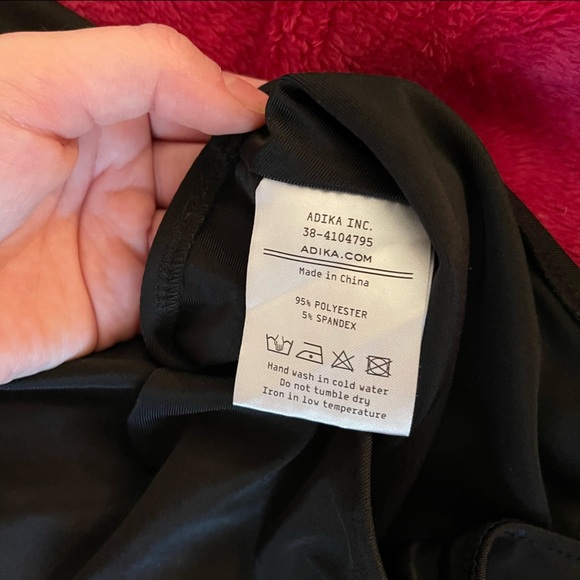 ADIKA INC.
38-4104795
ADIKA.COM
Made in China
95% POLYESTER
5% SPANDEX
Hand wash in cold water
Do not tumble dry
Iron in low temperature